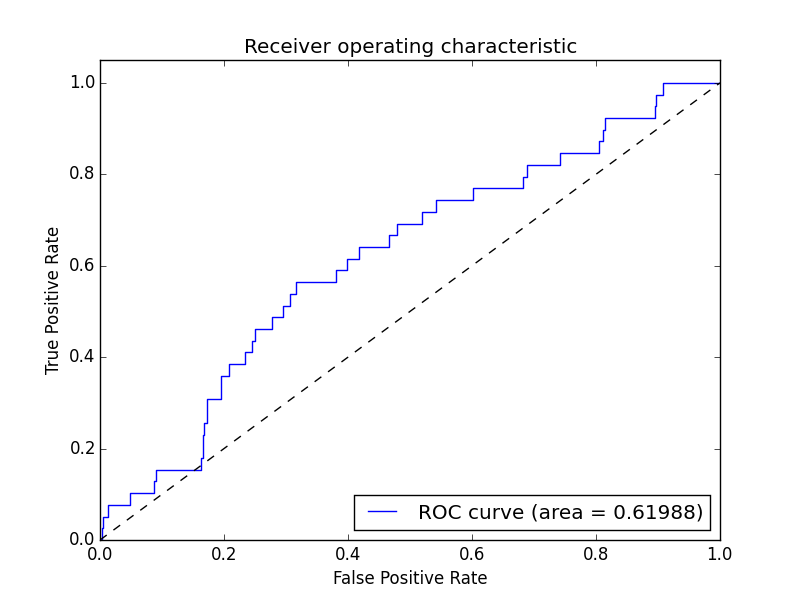 Receiver operating characteristic
1.0
0.8
0.6
0.4
0.2
0.0
True Positive Rate
ROC curve (area = 0.61988)
0.0 0.2 0.4 0.6 0.8 1.0
False Positive Rate